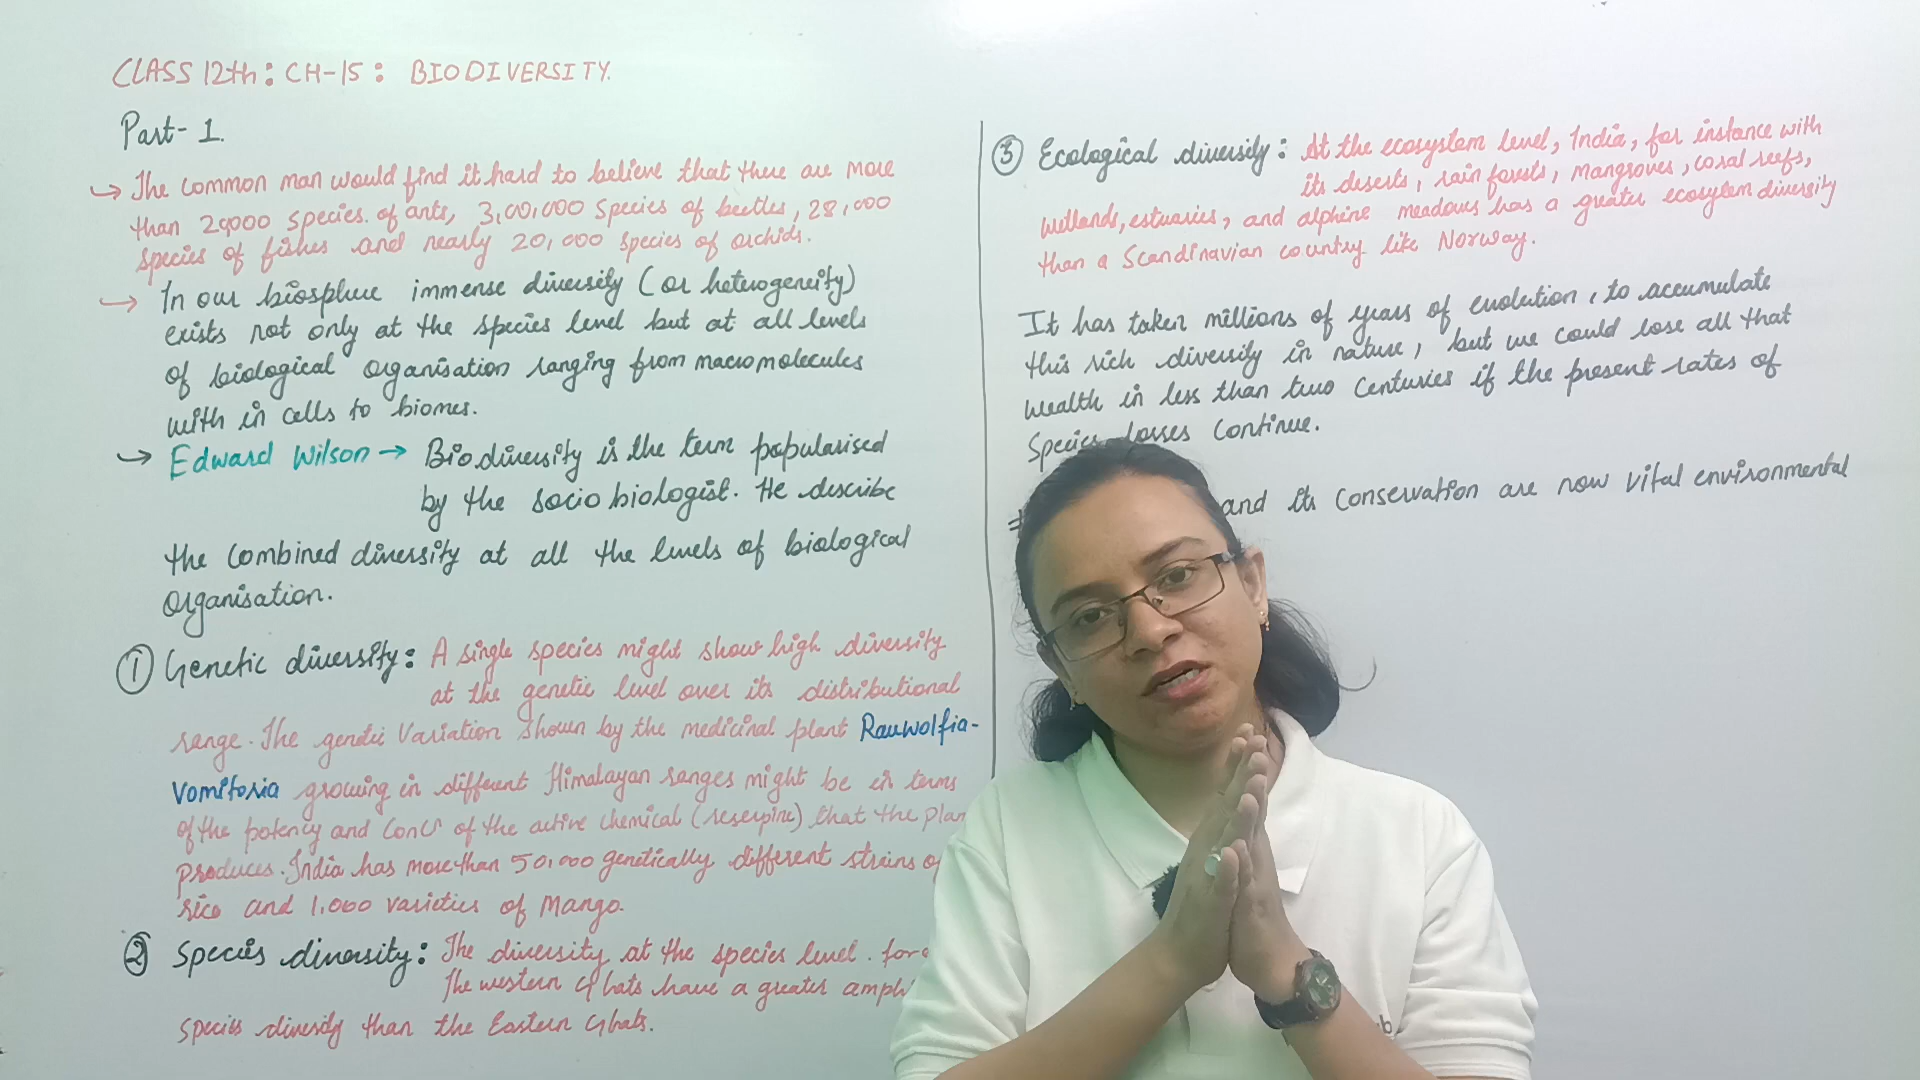 CLASS 12th: CH-15: BIODIVERSITY.
Part-1.
→ The common man would find it hard to believe that there are more
than 20,000 species of ants, 3,00,000 species of beetles, 28,000
species of fishes and nearly 20,000 species of orchids.
→ In our biosphere immense diversity (or heterogeneity)
exists not only at the species level but at all levels
of biological organisation ranging from macromolecules
with in cells to biomes.
→ Edward Wilson → Biodiversity is the term popularised
by the sociobiologist. He describe
the combined diversity at all the levels of biological
organisation.
① Genetic diversity: A single species might show high diversity
at the genetic level over its distributional
range. The genetic variation shown by the medicinal plant Rauwolfia-
Vomitoria growing in different Himalayan ranges might be in terms
of the potency and conc of the active chemical (reserpine) that the plan
produces. India has more than 50,000 genetically different strains of
rice and 1,000 varieties of Mango.
② Species diversity: The diversity at the species level. for
The western Ghats have a greater amph
species diversity than the Eastern Ghats.
③ Ecological diversity: At the ecosystem level, India, for instance with
its deserts, rain forests, mangroves, coral reefs,
wetlands, estuaries, and alphine meadows has a greater ecosystem diversity
than a Scandinavian country like Norway.
It has taken millions of years of evolution, to accumulate
this rich diversity in nature, but we could lose all that
wealth in less than two centuries if the present rates of
Species losses continue.
and its conservation are now vital environmental